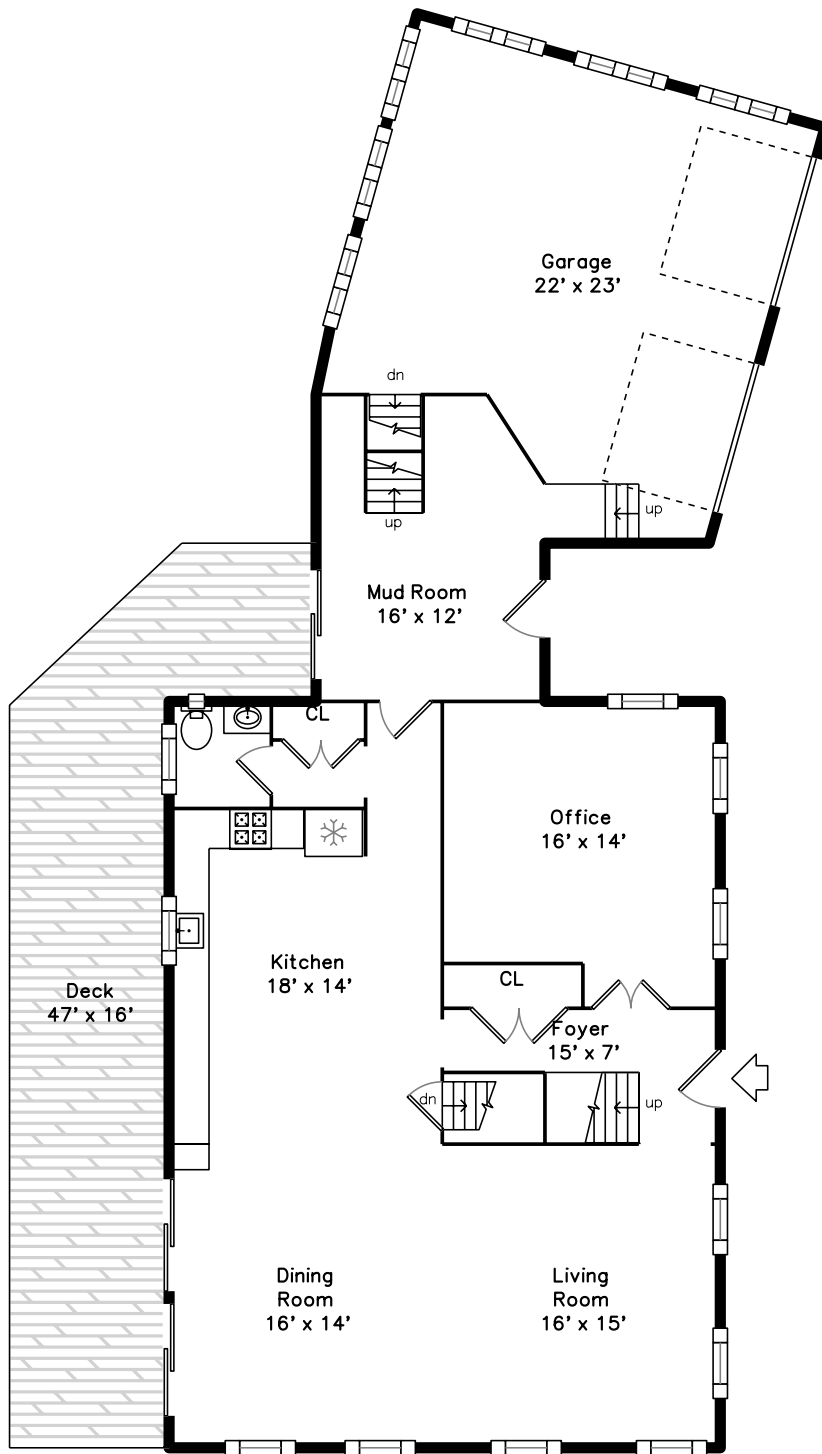 Garage
22' x 23'
dn
up
up
Mud Room
16' x 12'
CL
Office
16' x 14'
Kitchen
18' x 14'
CL
Deck
47' x 16'
Foyer
15' x 7'
dn
up
Dining
Room
16' x 14'
Living
Room
16' x 15'